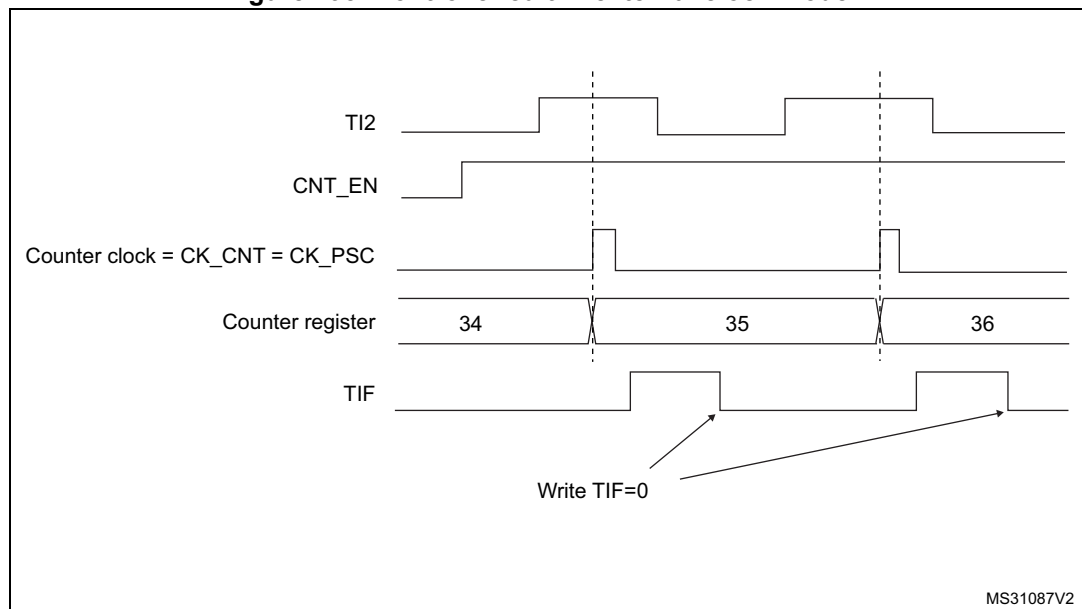 TI2
CNT_EN
Counter clock = CK_CNT = CK_PSC
Counter register
34
35
36
TIF
Write TIF=0
MS31087V2